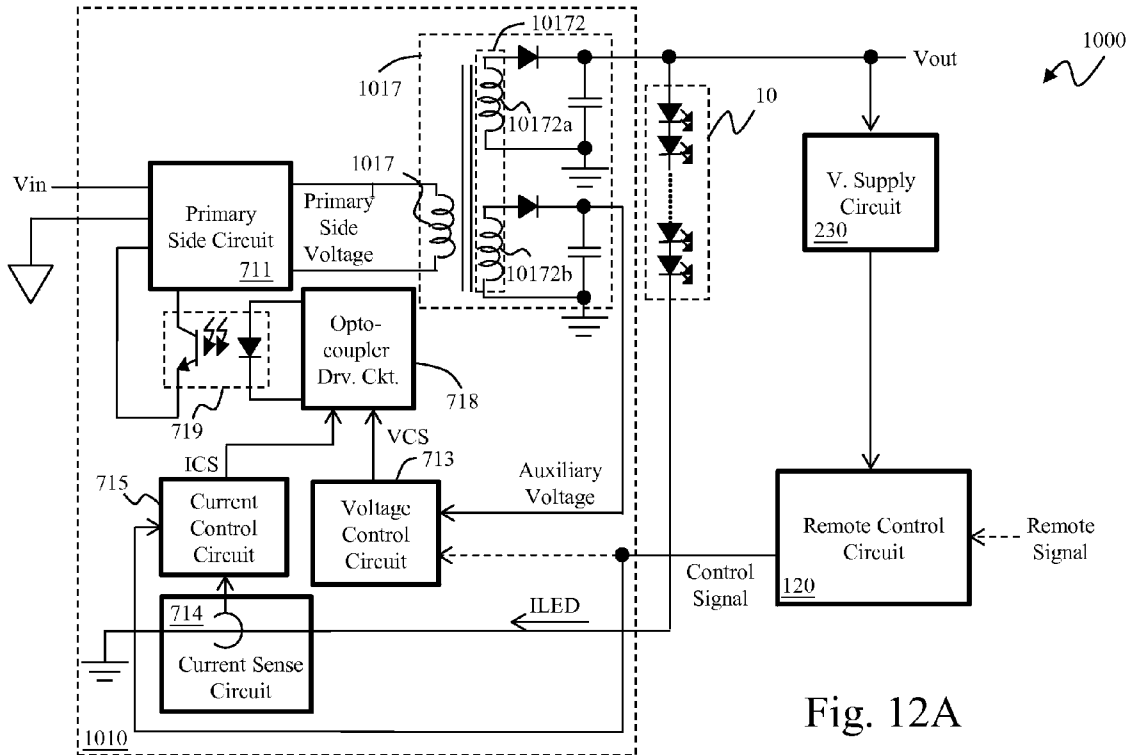 10172
1000
Vout
1017
10
10172a
V. Supply
Circuit
230
Vin
Primary
Side Circuit
711
1017
Primary
Side
Voltage
10172b
Opto-
coupler
Drv. Ckt.
718
719
VCS
ICS
713
715
Current
Control
Circuit
Voltage
Control
Circuit
Auxiliary
Voltage
Remote Control
Circuit
120
Remote
Signal
Control
Signal
714
Current Sense
Circuit
ILED
1010
Fig. 12A